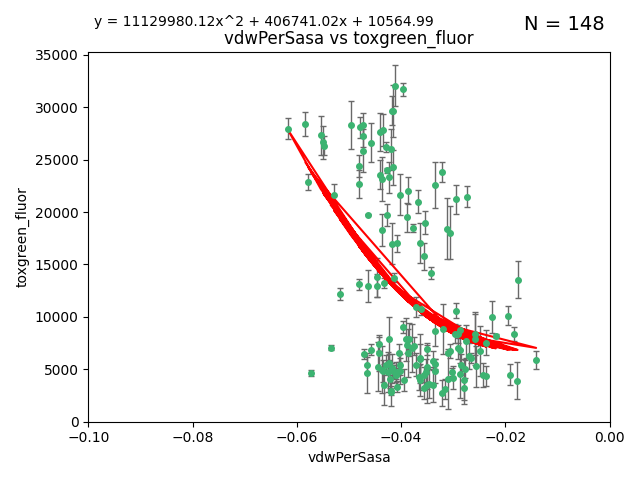 y = 11129980.12x^2 + 406741.02x + 10564.99
N = 148
vdwPerSasa vs toxgreen_fluor
35000
30000
25000
20000
15000
10000
5000
0
toxgreen_fluor
−0.10
−0.08
−0.06
−0.04
−0.02
0.00
vdwPerSasa